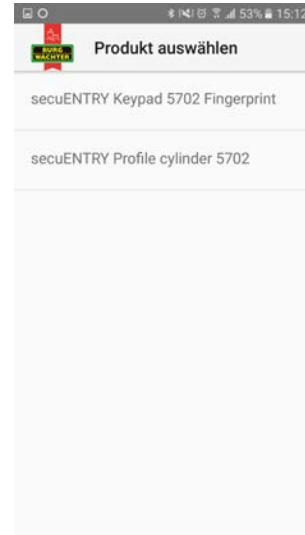 53% 15:12
BURG
WÄCHTER
Produkt auswählen
secuENTRY Keypad 5702 Fingerprint
secuENTRY Profile cylinder 5702